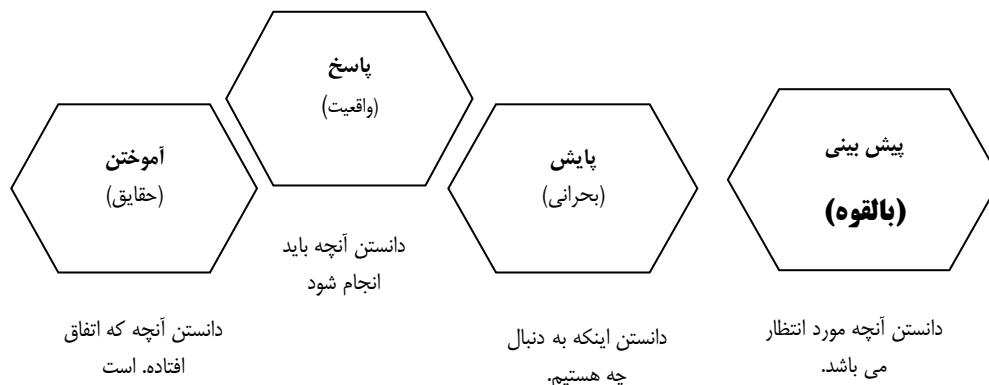 پیش بینی
(بالقوه)
دانستن آنچه مورد انتظار
می باشد.
پایش
(بحرانی)
دانستن اینکه به دنبال
چه هستیم.
پاسخ
(واقعیت)
دانستن آنچه باید
انجام شود
آموختن
(حقایق)
دانستن آنچه که اتفاق
افتاده. است